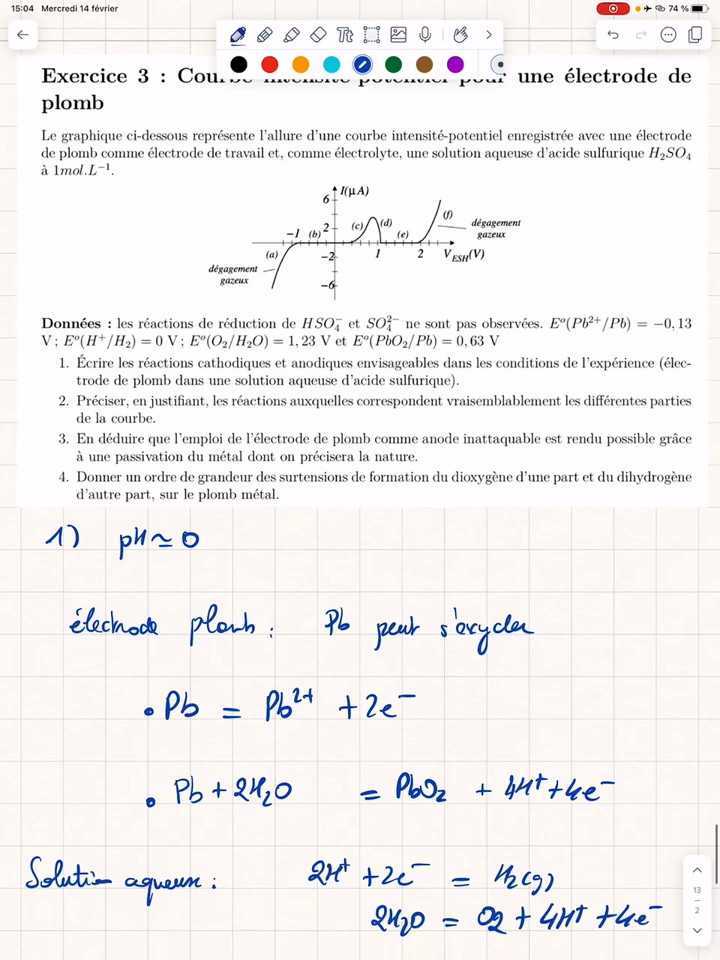 15:04 Mercredi 14 février
74 %
Exercice 3 : Courbe intensité-potentiel pour une électrode de
plomb
Le graphique ci-dessous représente l'allure d'une courbe intensité-potentiel enregistrée avec une électrode
de plomb comme électrode de travail et, comme électrolyte, une solution aqueuse d'acide sulfurique H₂SO₄
à 1mol.L⁻¹.
I(µA)
6
2
-1
(a)
(b)
(c)
(d)
(e)
(f)
-2
-6
1
2
V_ESH(V)
dégagement
gazeux
dégagement
gazeux
Données : les réactions de réduction de HSO₄⁻ et SO₄²⁻ ne sont pas observées. E°(Pb²⁺/Pb) = −0,13
V ; E°(H⁺/H₂) = 0 V ; E°(O₂/H₂O) = 1,23 V et E°(PbO₂/Pb) = 0,63 V
1. Écrire les réactions cathodiques et anodiques envisageables dans les conditions de l'expérience (élec-
trode de plomb dans une solution aqueuse d'acide sulfurique).
2. Préciser, en justifiant, les réactions auxquelles correspondent vraisemblablement les différentes parties
de la courbe.
3. En déduire que l'emploi de l'électrode de plomb comme anode inattaquable est rendu possible grâce
à une passivation du métal dont on précisera la nature.
4. Donner un ordre de grandeur des surtensions de formation du dioxygène d'une part et du dihydrogène
d'autre part, sur le plomb métal.
1) pH ≃ 0
électrode plomb : Pb peut s'oxyder
• Pb = Pb²⁺ + 2e⁻
• Pb + 2H₂O = PbO₂ + 4H⁺ + 4e⁻
Solution aqueuse : 2H⁺ + 2e⁻ = H₂(g)
2H₂O = O₂ + 4H⁺ + 4e⁻
13
2